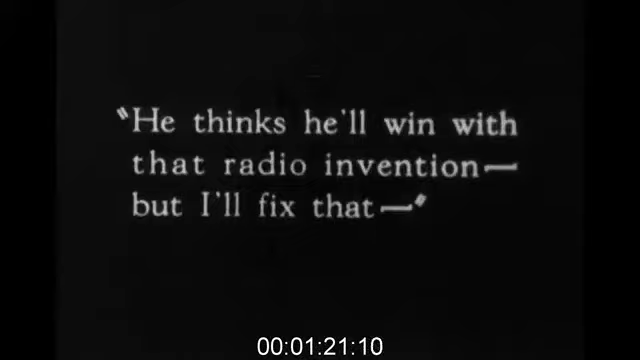 "He thinks he'll win with
that radio invention—
but I'll fix that—"
00:01:21:10